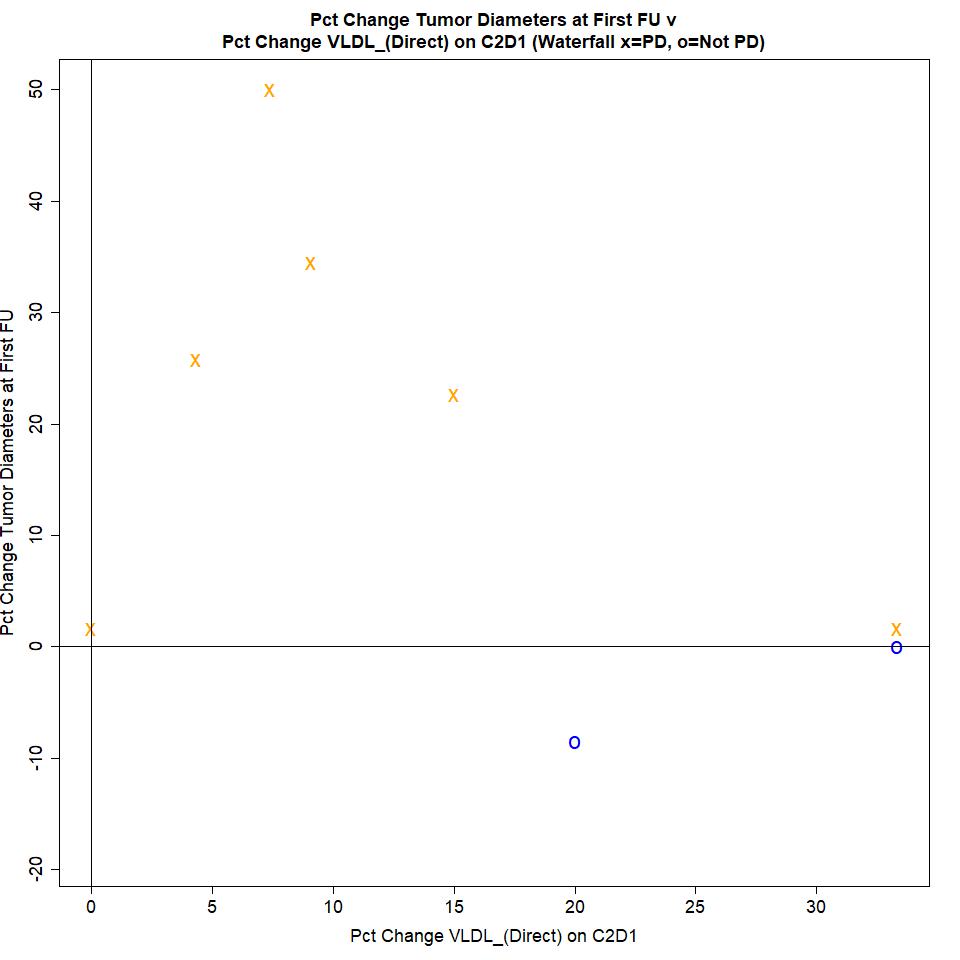 Pct Change Tumor Diameters at First FU v
Pct Change VLDL_(Direct) on C2D1 (Waterfall x=PD, o=Not PD)
Pct Change Tumor Diameters at First FU
50
40
30
20
10
0
-10
-20
X
X
X
X
X
X
O
O
0 5 10 15 20 25 30
Pct Change VLDL_(Direct) on C2D1